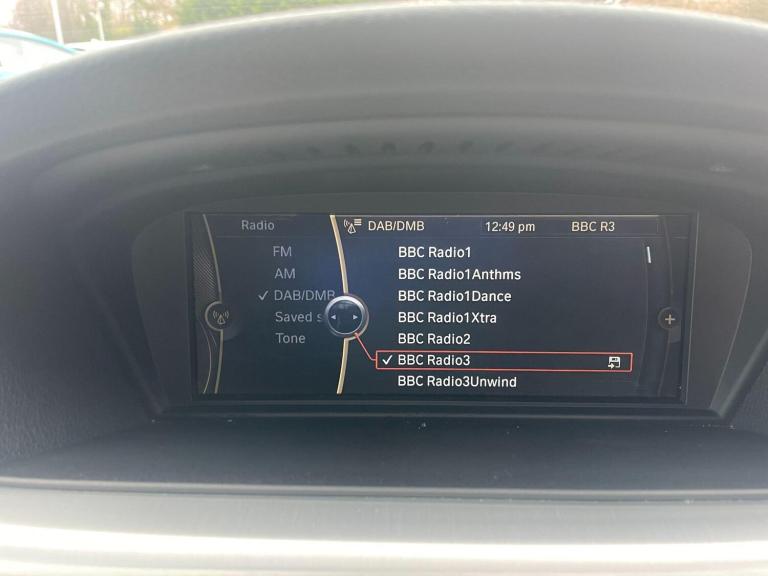 Radio
DAB/DMB
12:49 pm
BBC R3
FM
AM
DAB/DMB
Saved s
Tone
BBC Radio1
BBC Radio1Anthms
BBC Radio1Dance
BBC Radio1Xtra
BBC Radio2
BBC Radio3
BBC Radio3Unwind